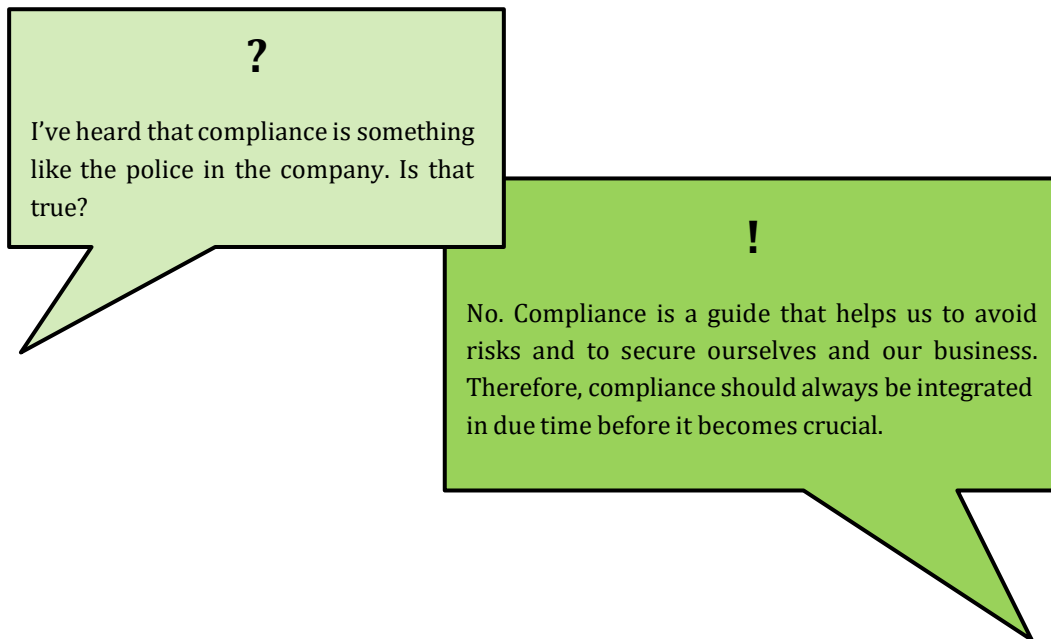 ?
I’ve heard that compliance is something
like the police in the company. Is that
true?
!
No. Compliance is a guide that helps us to avoid
risks and to secure ourselves and our business.
Therefore, compliance should always be integrated
in due time before it becomes crucial.